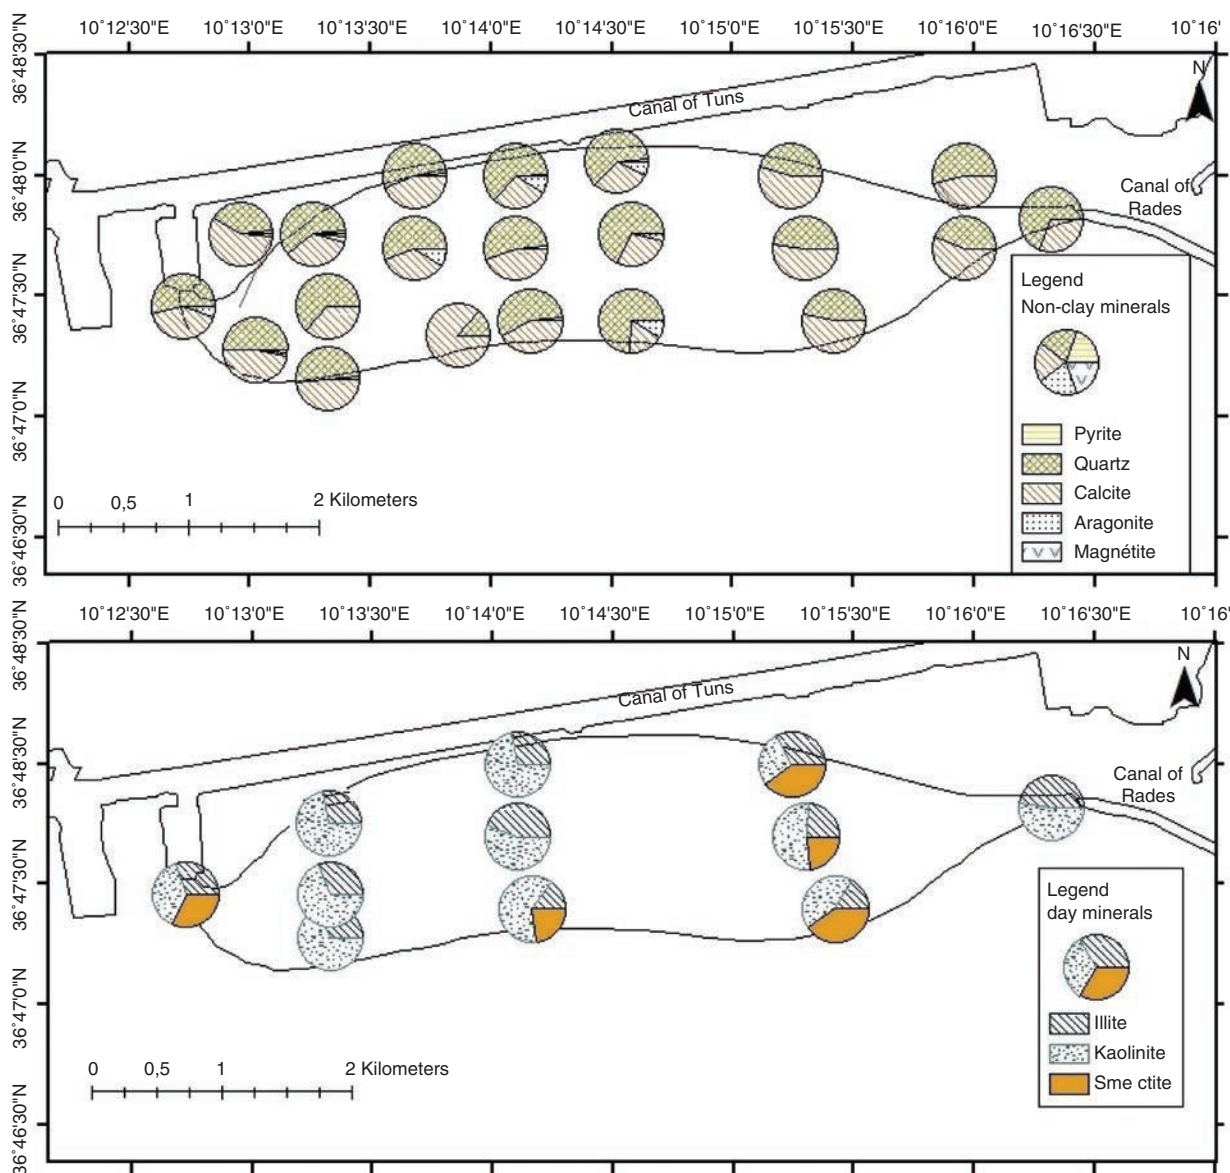 10˚12'30"E 10˚13'0"E 10˚13'30"E 10˚14'0"E 10˚14'30"E 10˚15'0"E 10˚15'30"E 10˚16'0"E 10˚16'30"E 10˚16'
36˚48'30"N
36˚48'0"N
36˚47'30"N
36˚47'0"N
36˚46'30"N
N
Canal of Tuns
Canal of
Rades
Legend
Non-clay minerals
Pyrite
Quartz
Calcite
Aragonite
Magnétite
0 0,5 1 2 Kilometers
10˚12'30"E 10˚13'0"E 10˚13'30"E 10˚14'0"E 10˚14'30"E 10˚15'0"E 10˚15'30"E 10˚16'0"E 10˚16'30"E 10˚16'
36˚48'30"N
36˚48'30"N
36˚47'30"N
36˚47'0"N
36˚46'30"N
N
Canal of Tuns
Canal of
Rades
Legend
day minerals
Illite
Kaolinite
Sme ctite
0 0,5 1 2 Kilometers